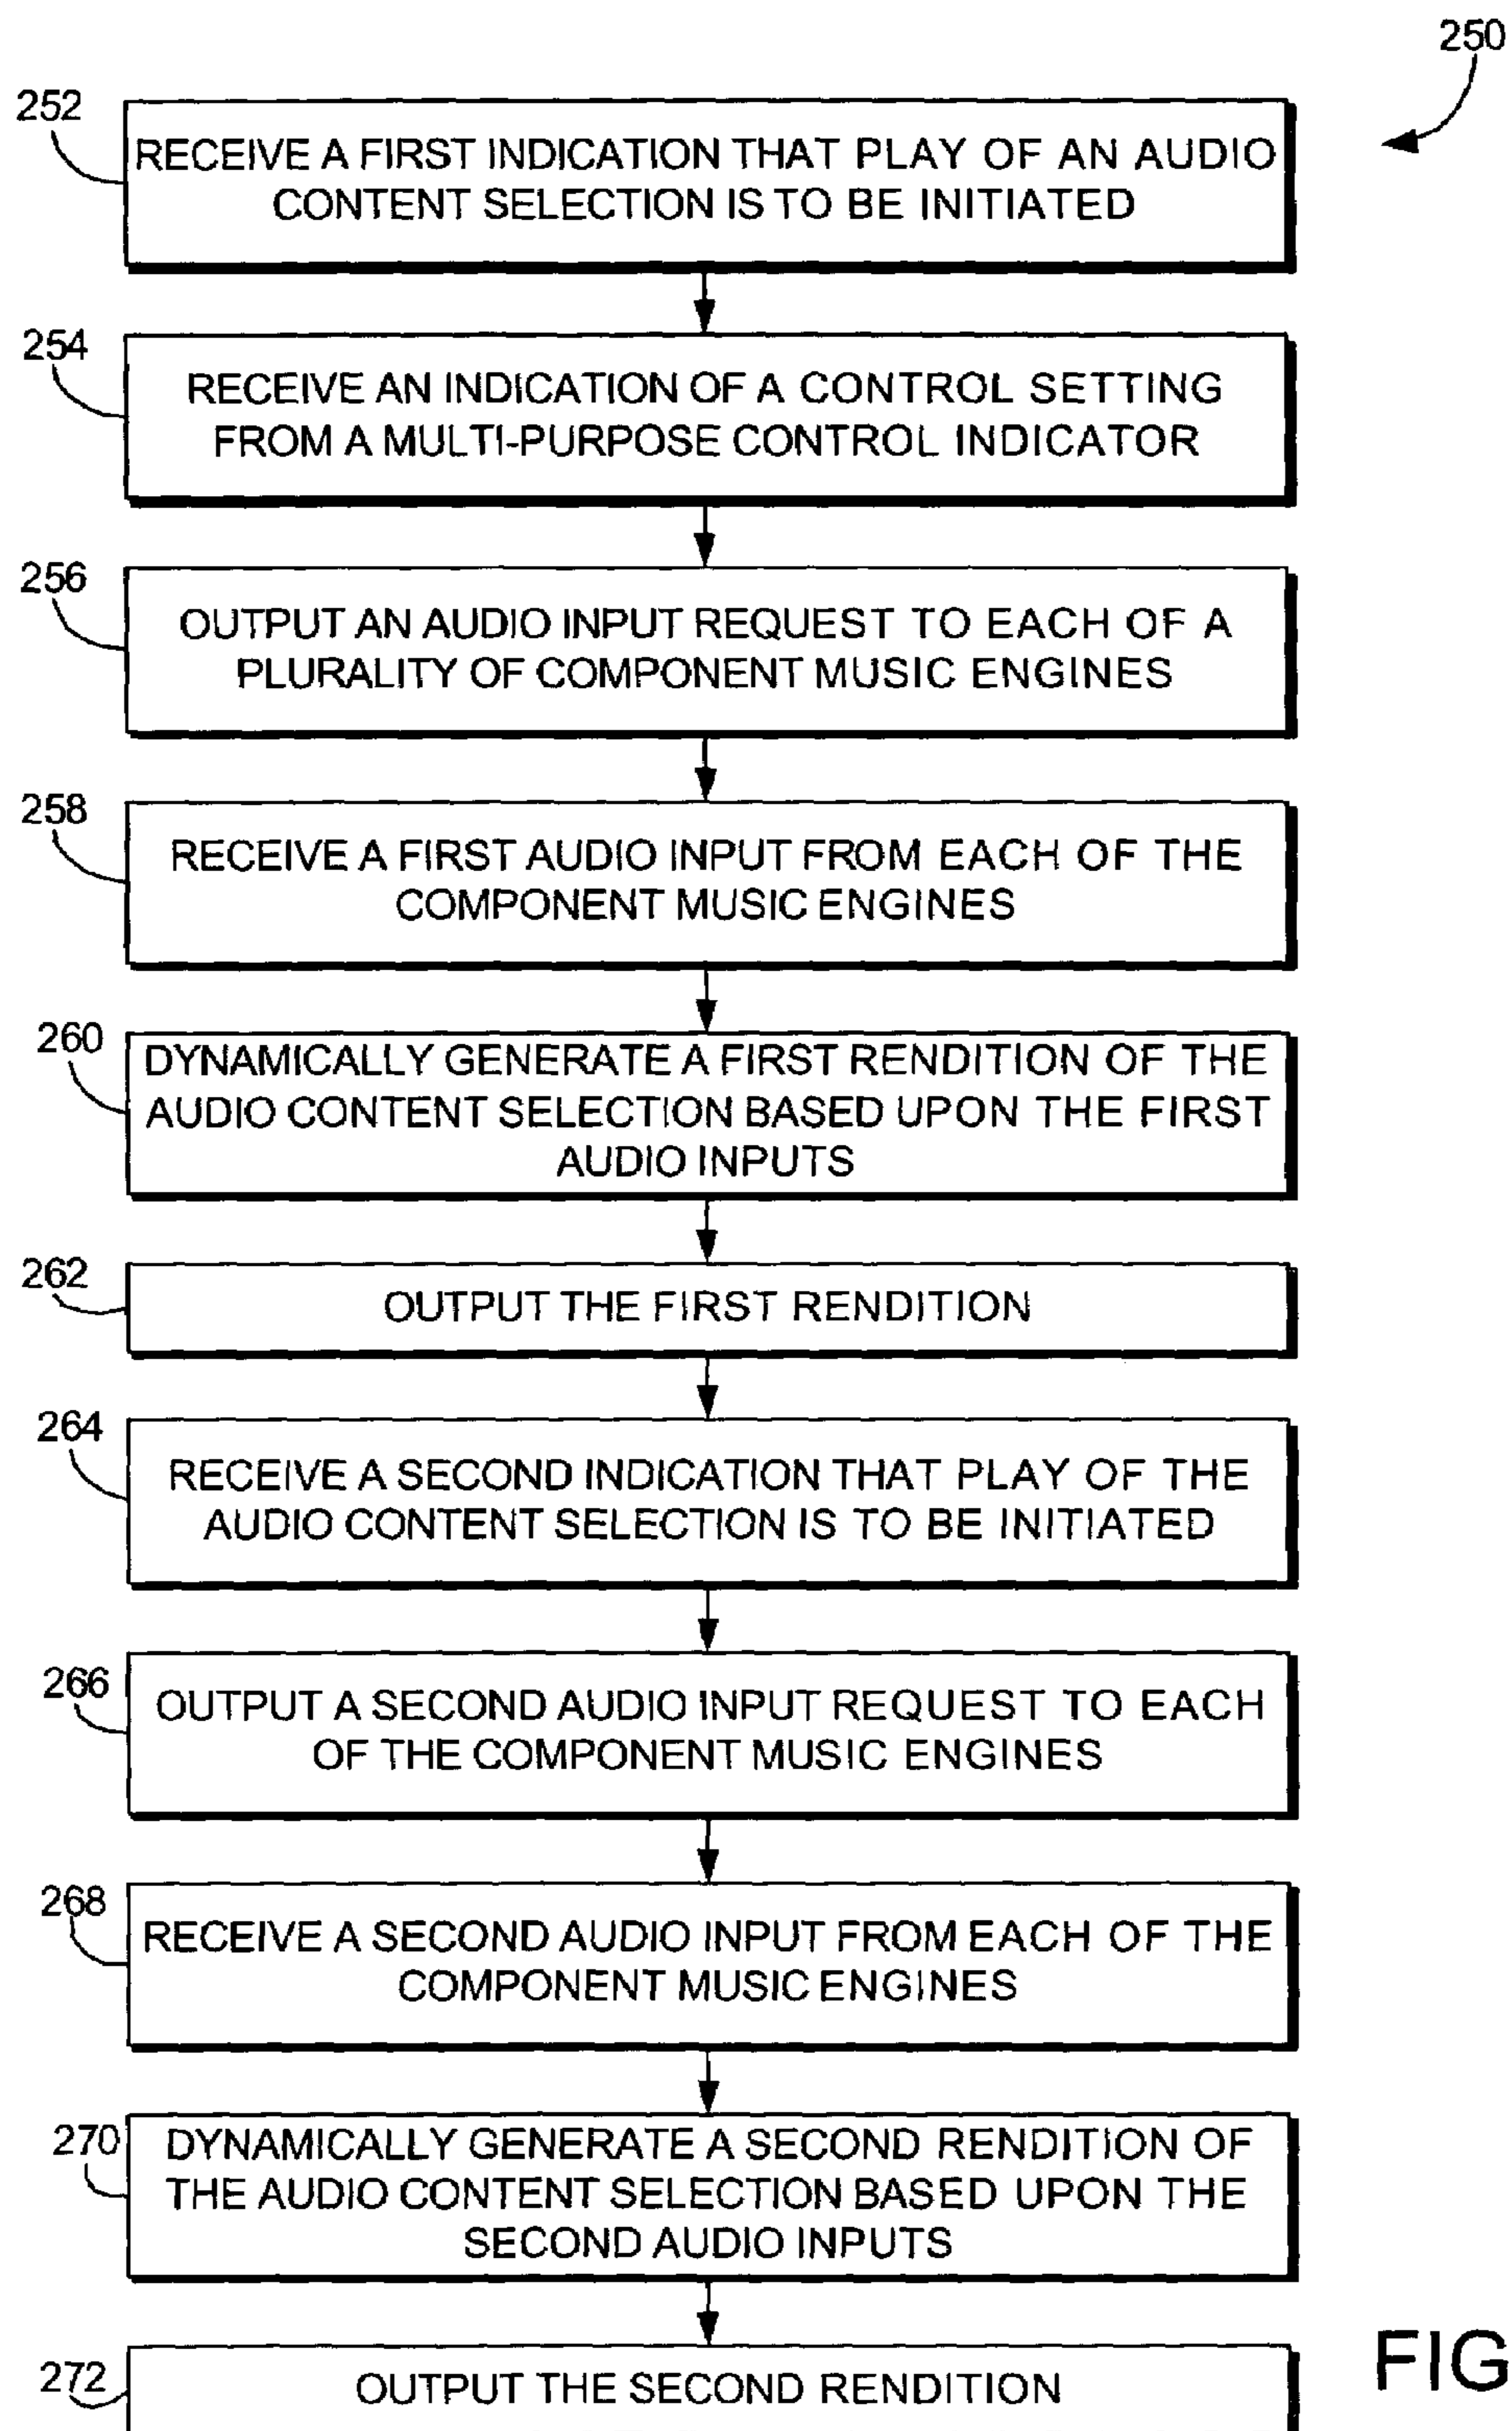 250
252
RECEIVE A FIRST INDICATION THAT PLAY OF AN AUDIO
CONTENT SELECTION IS TO BE INITIATED
254
RECEIVE AN INDICATION OF A CONTROL SETTING
FROM A MULTI-PURPOSE CONTROL INDICATOR
256
OUTPUT AN AUDIO INPUT REQUEST TO EACH OF A
PLURALITY OF COMPONENT MUSIC ENGINES
258
RECEIVE A FIRST AUDIO INPUT FROM EACH OF THE
COMPONENT MUSIC ENGINES
260
DYNAMICALLY GENERATE A FIRST RENDITION OF THE
AUDIO CONTENT SELECTION BASED UPON THE FIRST
AUDIO INPUTS
262
OUTPUT THE FIRST RENDITION
264
RECEIVE A SECOND INDICATION THAT PLAY OF THE
AUDIO CONTENT SELECTION IS TO BE INITIATED
266
OUTPUT A SECOND AUDIO INPUT REQUEST TO EACH
OF THE COMPONENT MUSIC ENGINES
268
RECEIVE A SECOND AUDIO INPUT FROM EACH OF THE
COMPONENT MUSIC ENGINES
270
DYNAMICALLY GENERATE A SECOND RENDITION OF
THE AUDIO CONTENT SELECTION BASED UPON THE
SECOND AUDIO INPUTS
272
OUTPUT THE SECOND RENDITION
FIG